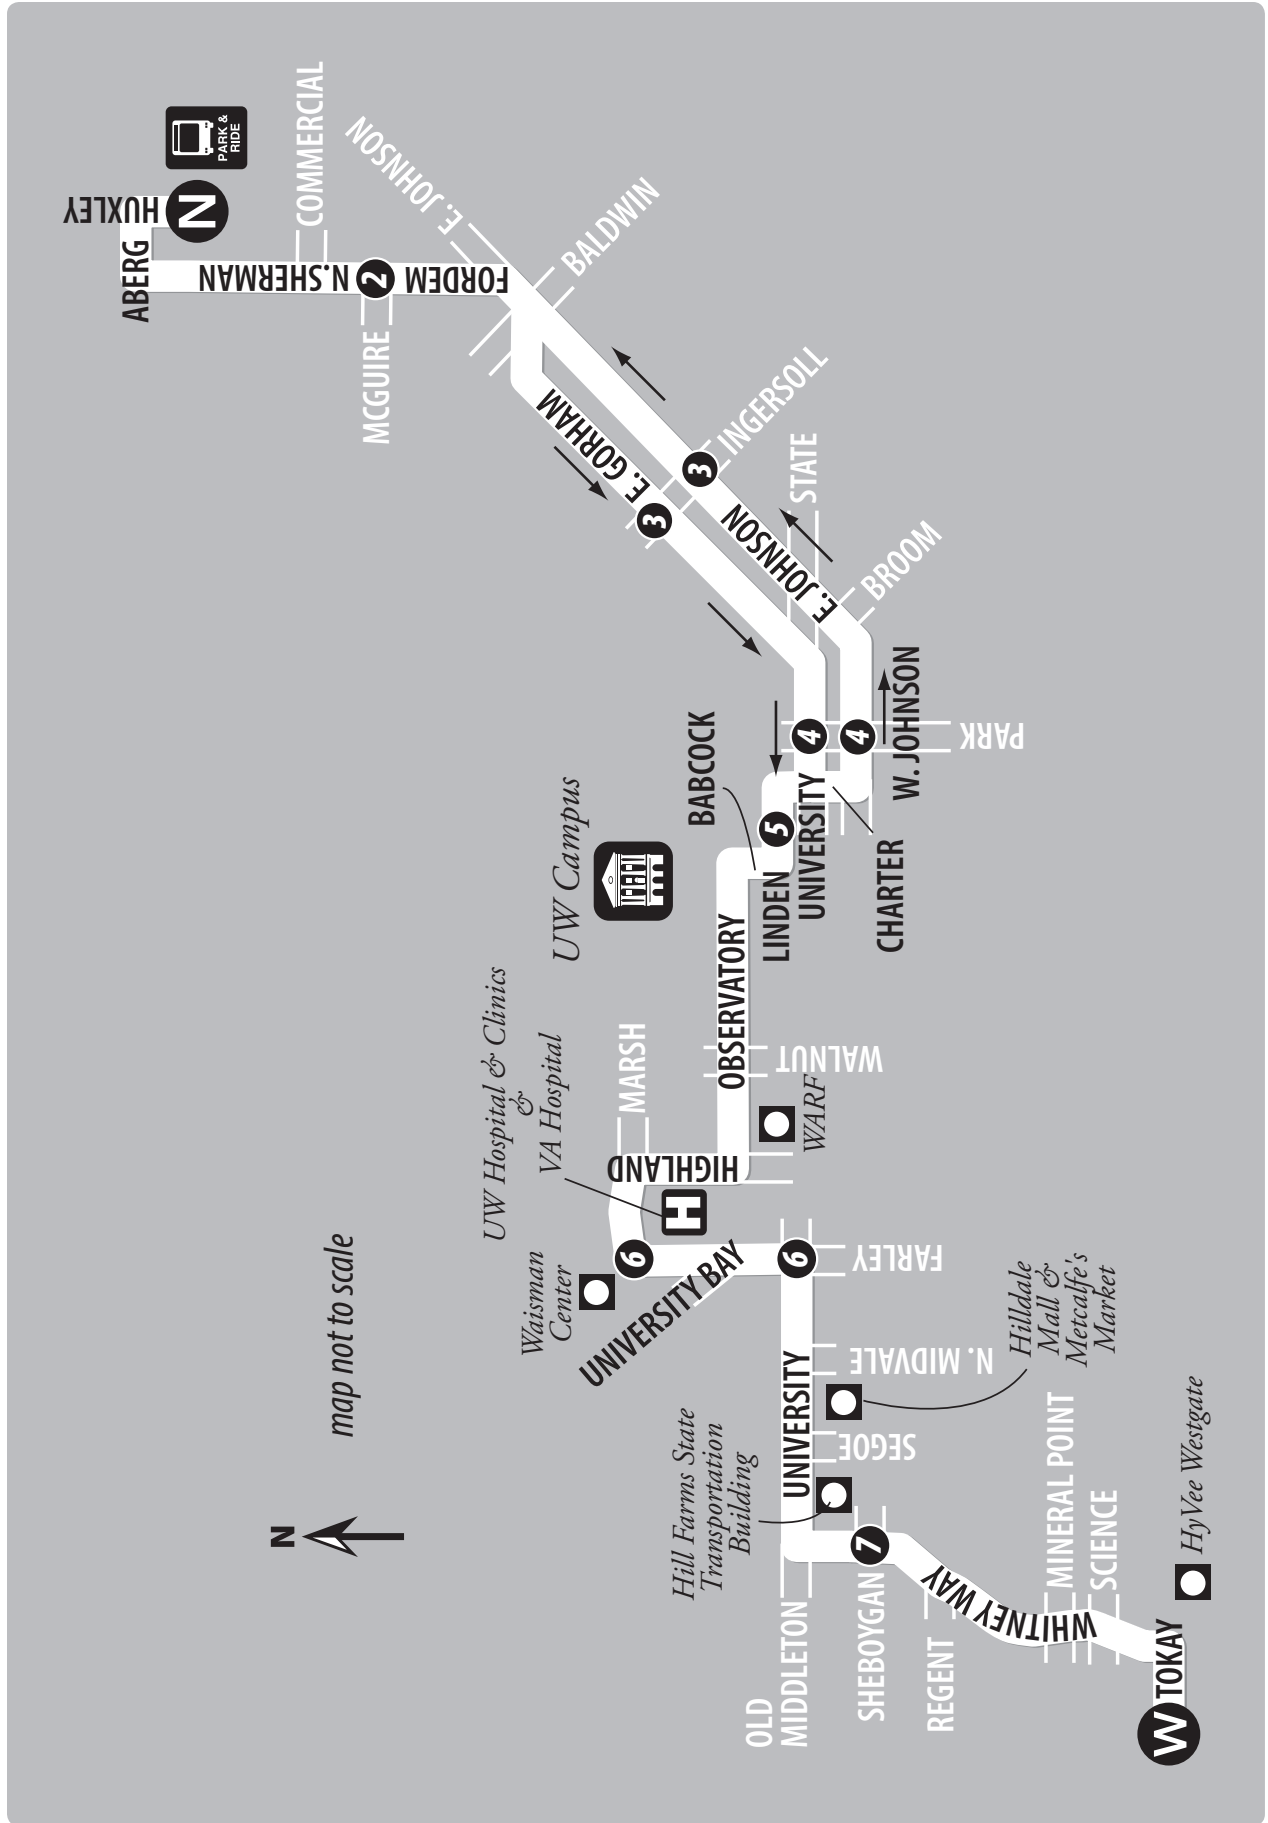 HUXLEY
N
PARK &
RIDE
ABERG
COMMERCIAL
N. SHERMAN
2
MCGUIRE
FORDEM
E. JOHNSON
BALDWIN
E. GORHAM
3
3
INGERSOLL
STATE
E. JOHNSON
BROOM
W. JOHNSON
PARK
4
4
UNIVERSITY
CHARTER
5
BABCOCK
LINDEN
UW Campus
OBSERVATORY
WALNUT
WARF
UW Hospital & Clinics
&
VA Hospital
MARSH
HIGHLAND
H
6
Waisman
Center
UNIVERSITY BAY
6
FARLEY
N. MIDVALE
Hilldale
Mall &
Metcalfe's
Market
UNIVERSITY
SEGOE
Hill Farms State
Transportation
Building
OLD
MIDDLETON
7
SHEBOYGAN
REGENT
WHITNEY WAY
MINERAL POINT
SCIENCE
TOKAY
W
HyVee Westgate
N
map not to scale